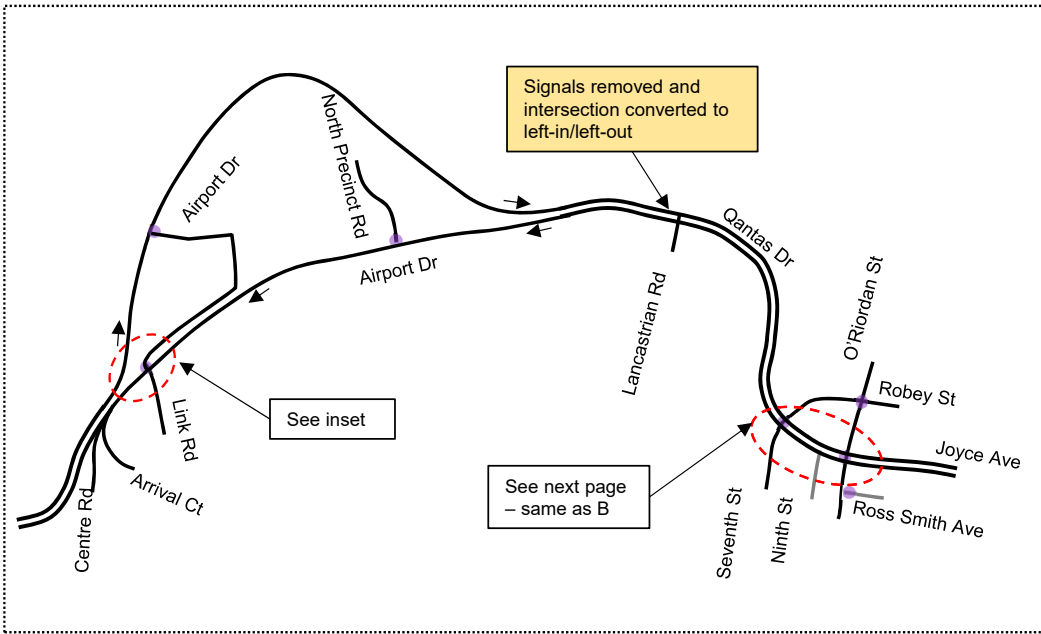 Signals removed and
intersection converted to
left-in/left-out
North Precinct Rd
Airport Dr
Qantas Dr
Airport Dr
O’Riordan St
Lancastrian Rd
Robey St
See inset
Link Rd
Joyce Ave
See next page
– same as B
Arrival Ct
Centre Rd
Seventh St
Ninth St
Ross Smith Ave